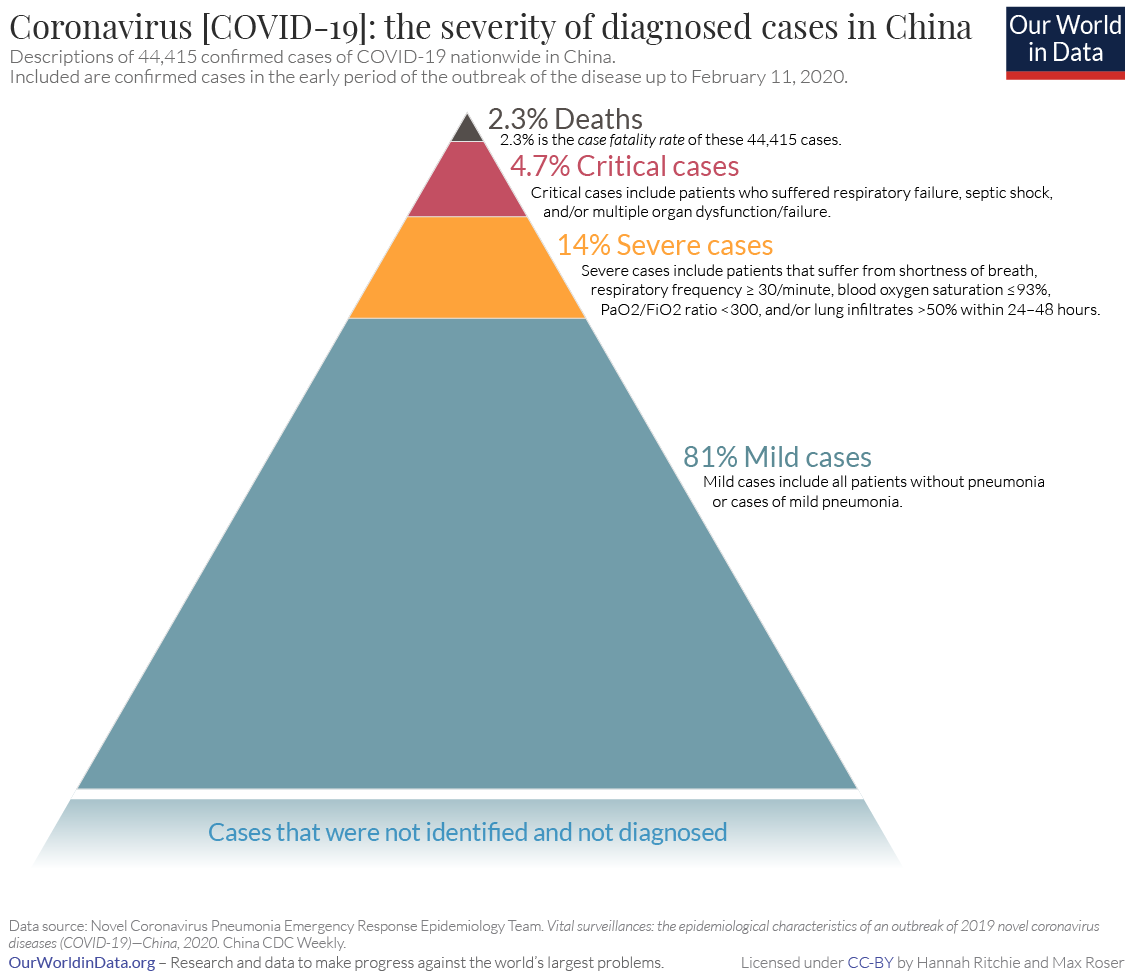 Coronavirus [COVID-19]: the severity of diagnosed cases in China
Our World
in Data
Descriptions of 44,415 confirmed cases of COVID-19 nationwide in China.
Included are confirmed cases in the early period of the outbreak of the disease up to February 11, 2020.
2.3% Deaths
2.3% is the case fatality rate of these 44,415 cases.
4.7% Critical cases
Critical cases include patients who suffered respiratory failure, septic shock,
and/or multiple organ dysfunction/failure.
14% Severe cases
Severe cases include patients that suffer from shortness of breath,
respiratory frequency ≥ 30/minute, blood oxygen saturation ≤93%,
PaO2/FiO2 ratio <300, and/or lung infiltrates >50% within 24–48 hours.
81% Mild cases
Mild cases include all patients without pneumonia
or cases of mild pneumonia.
Cases that were not identified and not diagnosed
Data source: Novel Coronavirus Pneumonia Emergency Response Epidemiology Team. Vital surveillances: the epidemiological characteristics of an outbreak of 2019 novel coronavirus
diseases (COVID-19)—China, 2020. China CDC Weekly.
OurWorldinData.org – Research and data to make progress against the world's largest problems.
Licensed under CC-BY by Hannah Ritchie and Max Roser